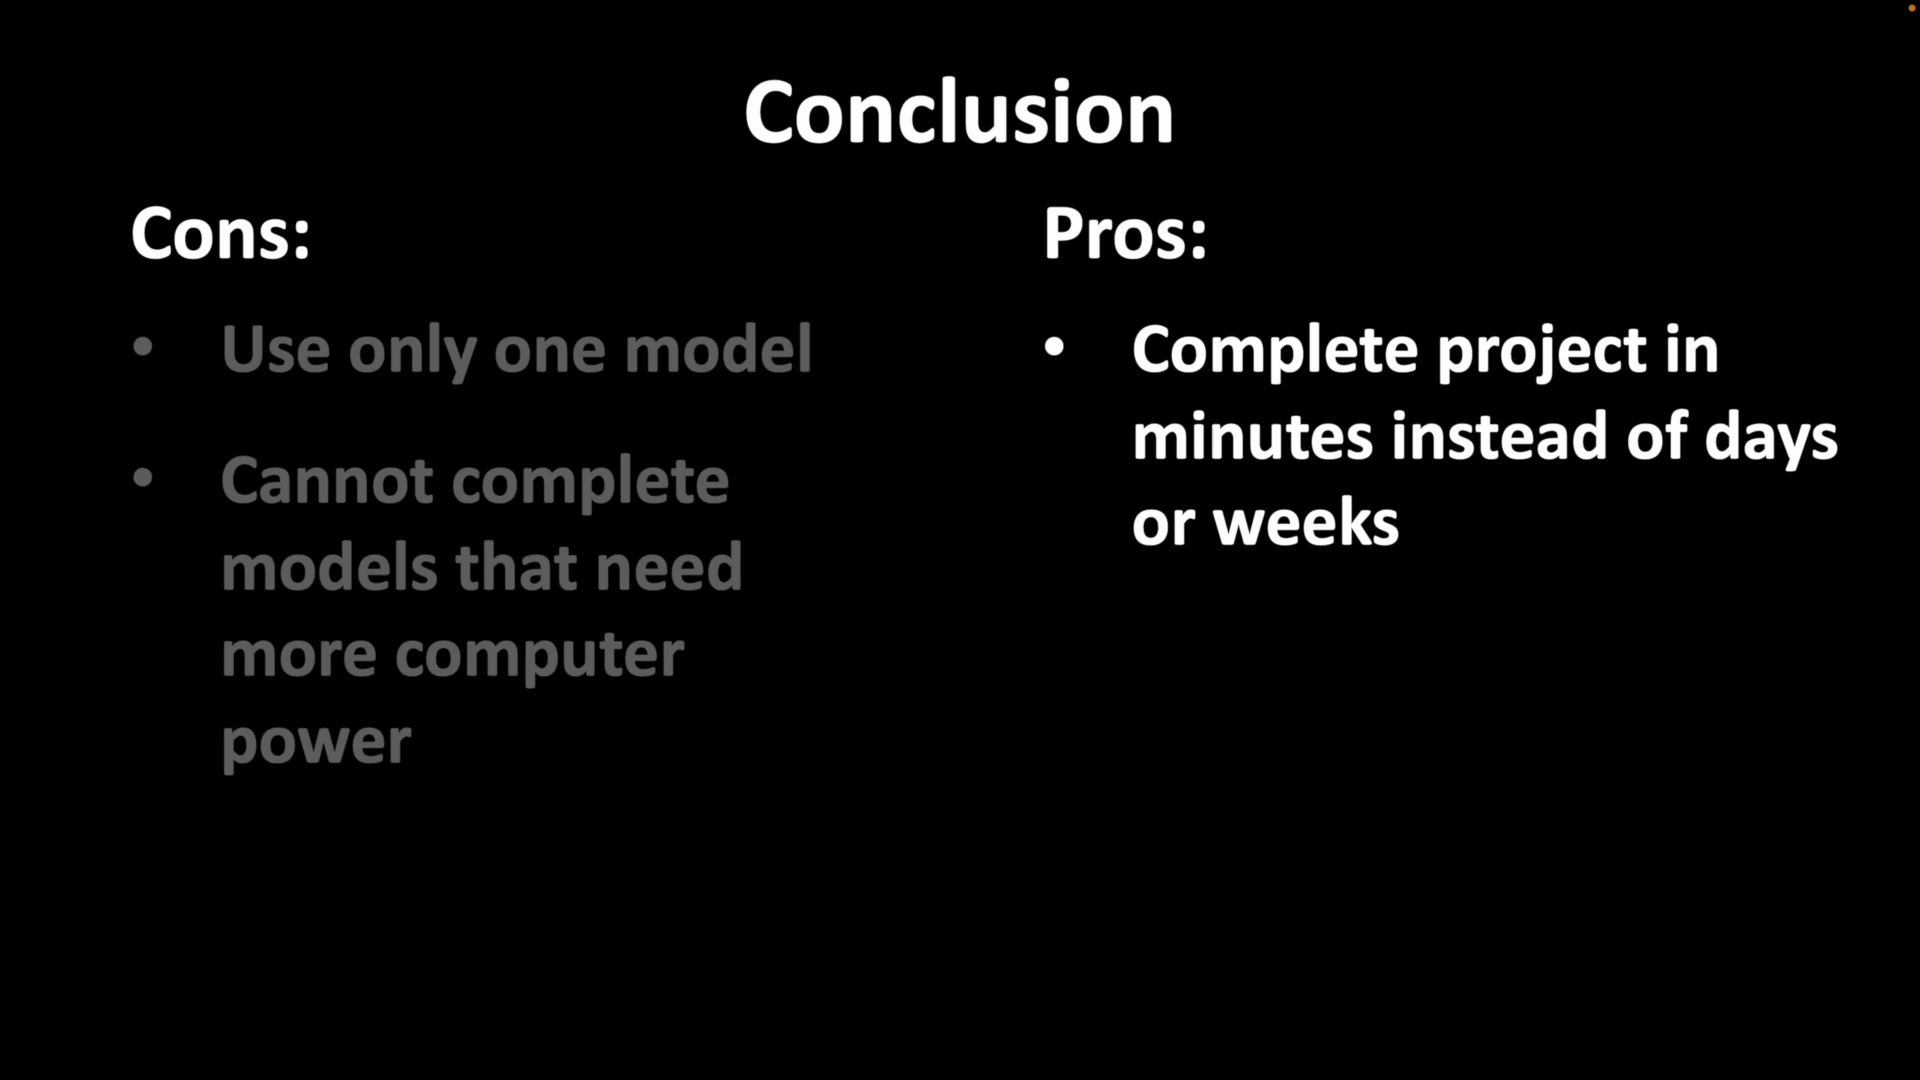 Conclusion
Cons:
• Use only one model
• Cannot complete
models that need
more computer
power
Pros:
• Complete project in
minutes instead of days
or weeks